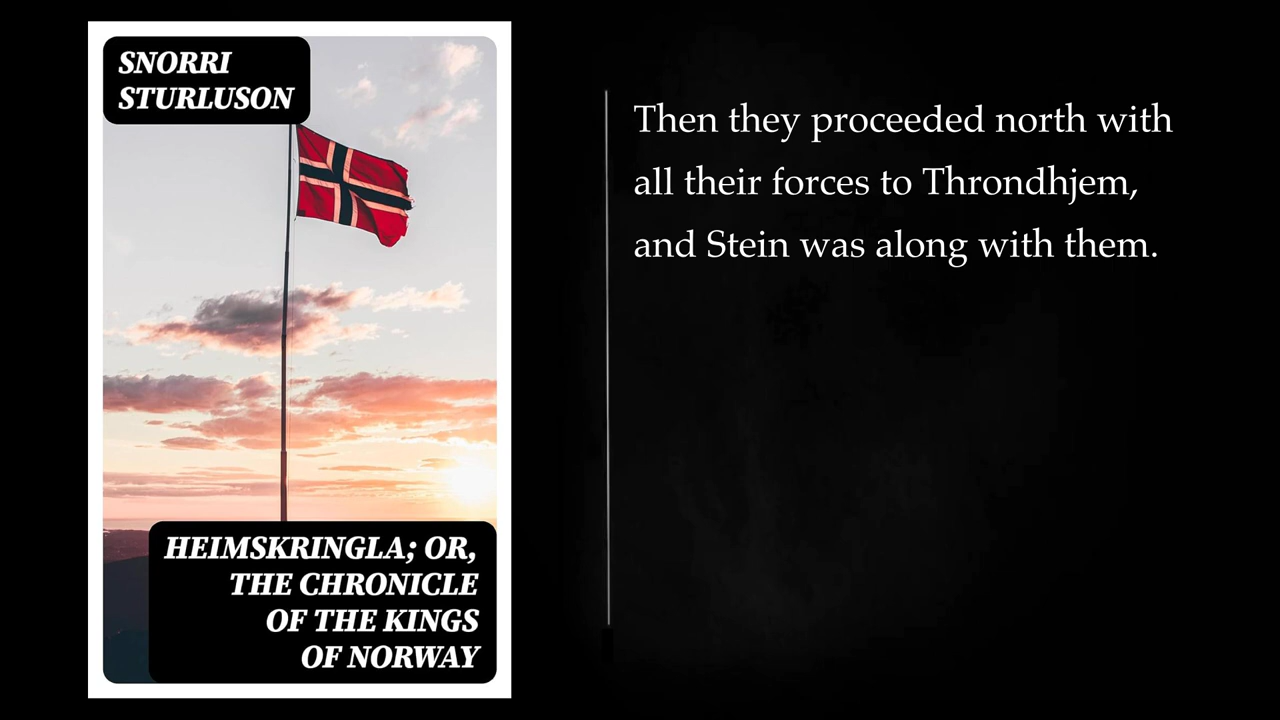 SNORRI
STURLUSON
HEIMSKRINGLA; OR,
THE CHRONICLE
OF THE KINGS
OF NORWAY
Then they proceeded north with
all their forces to Throndhjem,
and Stein was along with them.